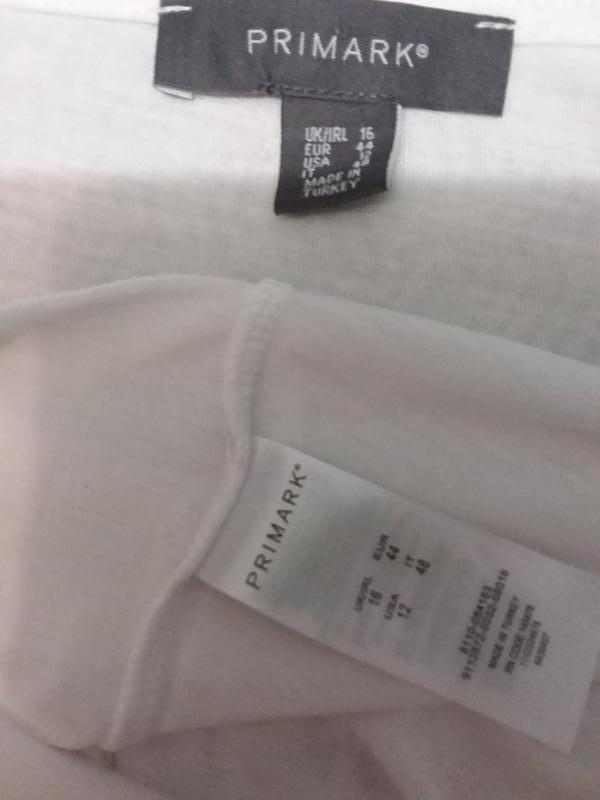 PRIMARK®
UK/IRL 16
EUR 44
USA 12
IT 48
MADE IN
TURKEY
PRIMARK®
UK/IRL EUR
16 44
USA IT
12 48
MADE IN TURKEY